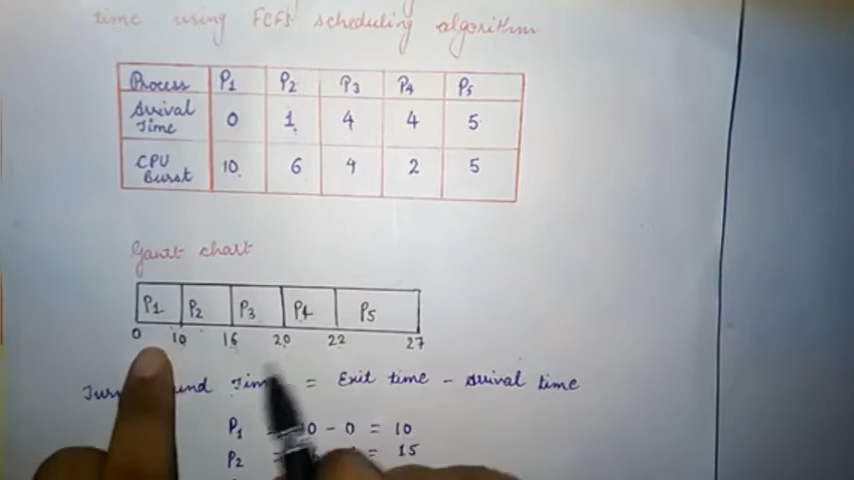 time using FCFS scheduling algorithm
Process P1 P2 P3 P4 P5
Arrival Time 0 1 4 4 5
CPU Burst 10 6 4 2 5
Gantt chart
P1 P2 P3 P4 P5
0 10 16 20 22 27
= Exit time - Arrival time
P1 0 - 0 = 10
P2 = = 15